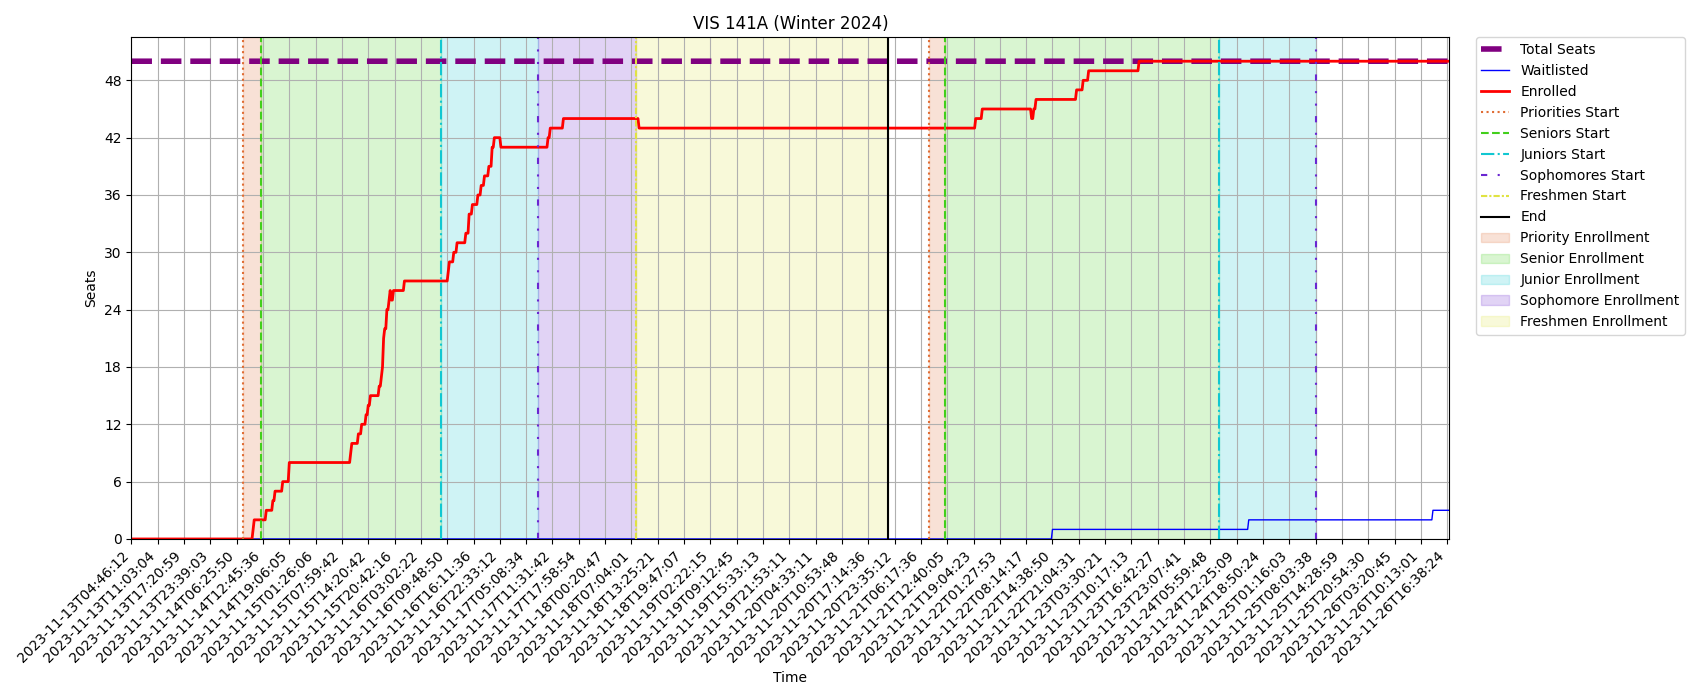 VIS 141A (Winter 2024)
Seats
48
42
36
30
24
18
12
6
0
2023-11-13T04:46:12
2023-11-13T11:03:04
2023-11-13T17:20:59
2023-11-13T23:39:03
2023-11-14T06:25:50
2023-11-14T12:45:36
2023-11-14T19:06:05
2023-11-15T01:26:06
2023-11-15T07:59:42
2023-11-15T14:20:42
2023-11-15T20:42:16
2023-11-16T03:02:22
2023-11-16T09:48:50
2023-11-16T16:11:36
2023-11-16T22:33:12
2023-11-17T05:08:34
2023-11-17T11:31:42
2023-11-17T17:58:54
2023-11-18T00:20:47
2023-11-18T07:04:01
2023-11-18T13:25:21
2023-11-18T19:47:07
2023-11-19T02:22:15
2023-11-19T09:12:45
2023-11-19T15:33:13
2023-11-19T21:53:11
2023-11-20T04:33:11
2023-11-20T10:53:48
2023-11-20T17:14:36
2023-11-20T23:35:12
2023-11-21T06:17:36
2023-11-21T12:40:05
2023-11-21T19:04:23
2023-11-22T01:27:53
2023-11-22T08:14:17
2023-11-22T14:38:50
2023-11-22T21:04:31
2023-11-23T03:30:21
2023-11-23T10:17:13
2023-11-23T16:42:27
2023-11-23T23:07:41
2023-11-24T05:59:48
2023-11-24T12:25:09
2023-11-24T18:50:24
2023-11-25T01:16:03
2023-11-25T08:03:38
2023-11-25T14:28:59
2023-11-25T20:54:30
2023-11-26T03:20:45
2023-11-26T10:13:01
2023-11-26T16:38:24
Time
Total Seats
Waitlisted
Enrolled
Priorities Start
Seniors Start
Juniors Start
Sophomores Start
Freshmen Start
End
Priority Enrollment
Senior Enrollment
Junior Enrollment
Sophomore Enrollment
Freshmen Enrollment